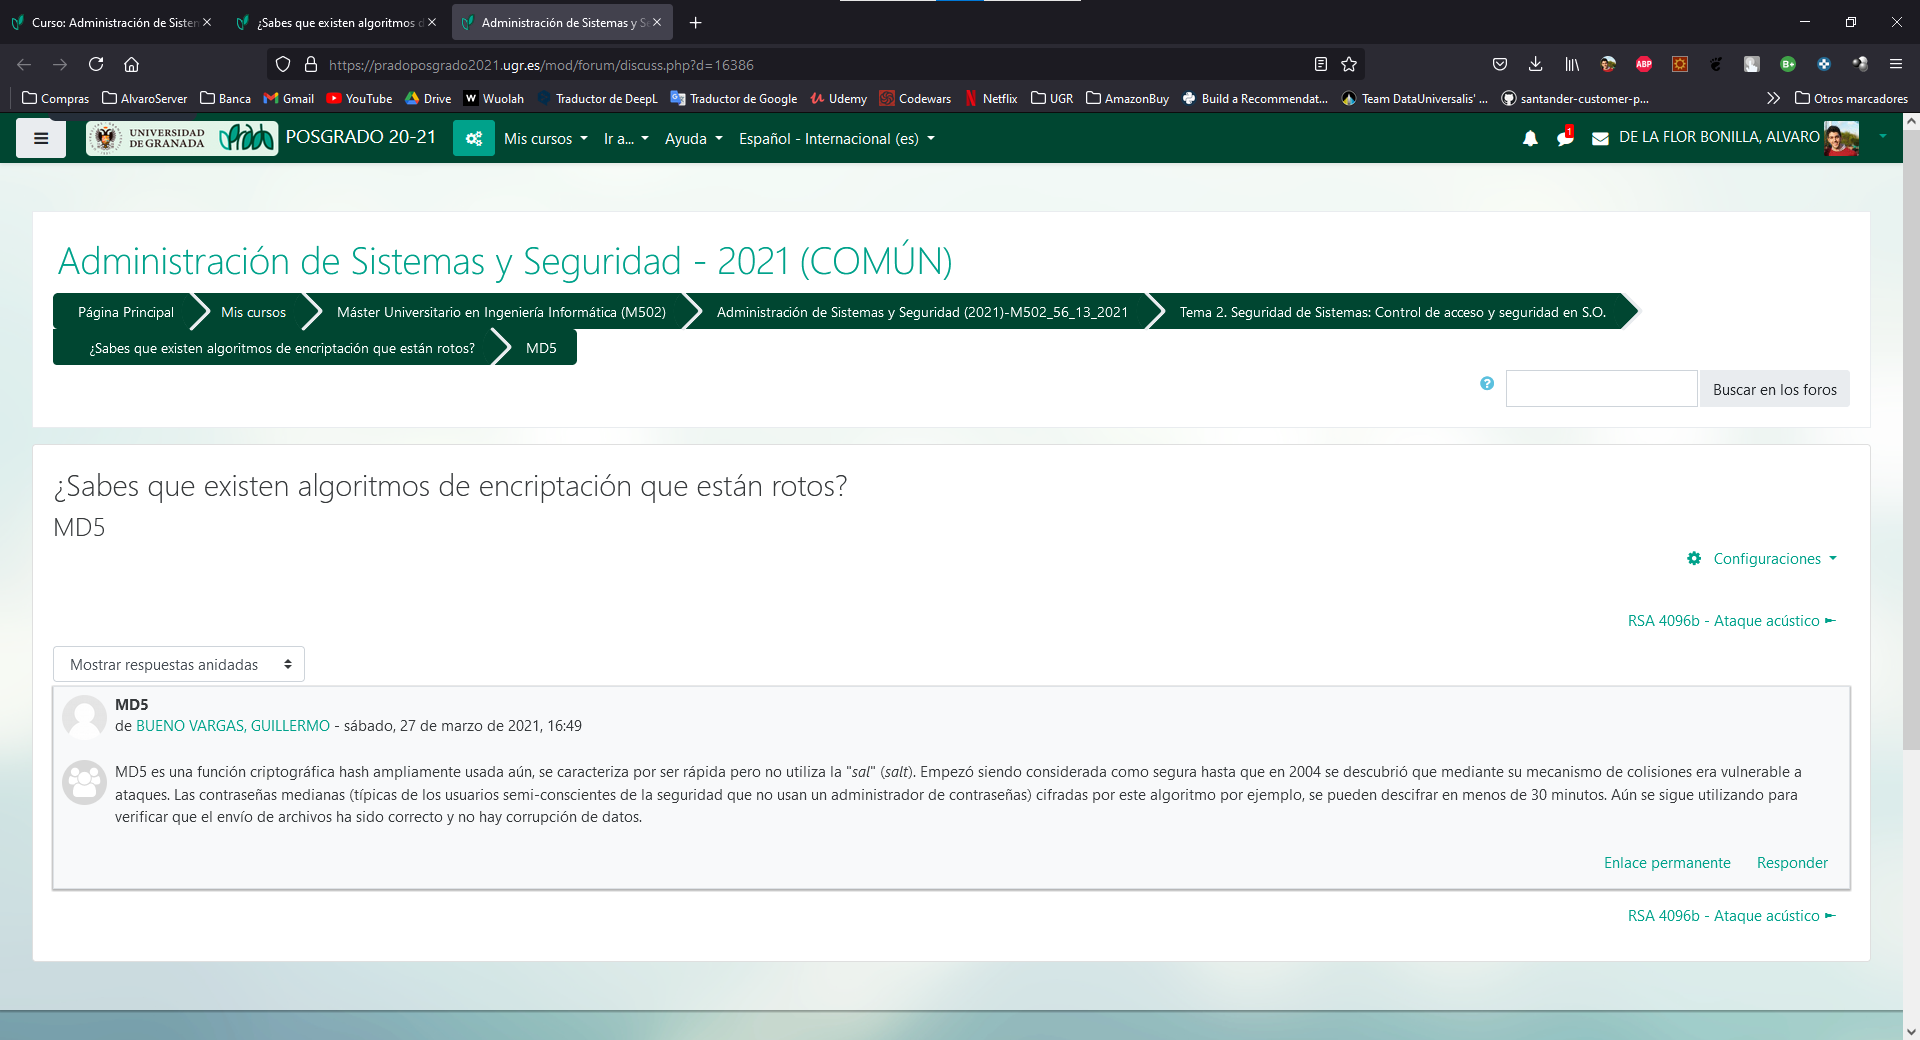 Curso: Administración de Sisten
¿Sabes que existen algoritmos d
Administración de Sistemas y Se
https://pradoposgrado2021.ugr.es/mod/forum/discuss.php?d=16386
Compras AlvaroServer Banca Gmail YouTube Drive Wuolah Traductor de DeepL Traductor de Google Udemy Codewars Netflix UGR AmazonBuy Build a Recommendat... Team DataUniversalis' ... santander-customer-p... Otros marcadores
UNIVERSIDAD
DE GRANADA
POSGRADO 20-21 Mis cursos Ir a... Ayuda Español - Internacional (es) 1 DE LA FLOR BONILLA, ALVARO
Administración de Sistemas y Seguridad - 2021 (COMÚN)
Página Principal Mis cursos Máster Universitario en Ingeniería Informática (M502) Administración de Sistemas y Seguridad (2021)-M502_56_13_2021 Tema 2. Seguridad de Sistemas: Control de acceso y seguridad en S.O.
¿Sabes que existen algoritmos de encriptación que están rotos? MD5
Buscar en los foros
¿Sabes que existen algoritmos de encriptación que están rotos?
MD5
Configuraciones
RSA 4096b - Ataque acústico
Mostrar respuestas anidadas
MD5
de BUENO VARGAS, GUILLERMO - sábado, 27 de marzo de 2021, 16:49
MD5 es una función criptográfica hash ampliamente usada aún, se caracteriza por ser rápida pero no utiliza la "sal" (salt). Empezó siendo considerada como segura hasta que en 2004 se descubrió que mediante su mecanismo de colisiones era vulnerable a
ataques. Las contraseñas medianas (típicas de los usuarios semi-conscientes de la seguridad que no usan un administrador de contraseñas) cifradas por este algoritmo por ejemplo, se pueden descifrar en menos de 30 minutos. Aún se sigue utilizando para
verificar que el envío de archivos ha sido correcto y no hay corrupción de datos.
Enlace permanente Responder
RSA 4096b - Ataque acústico